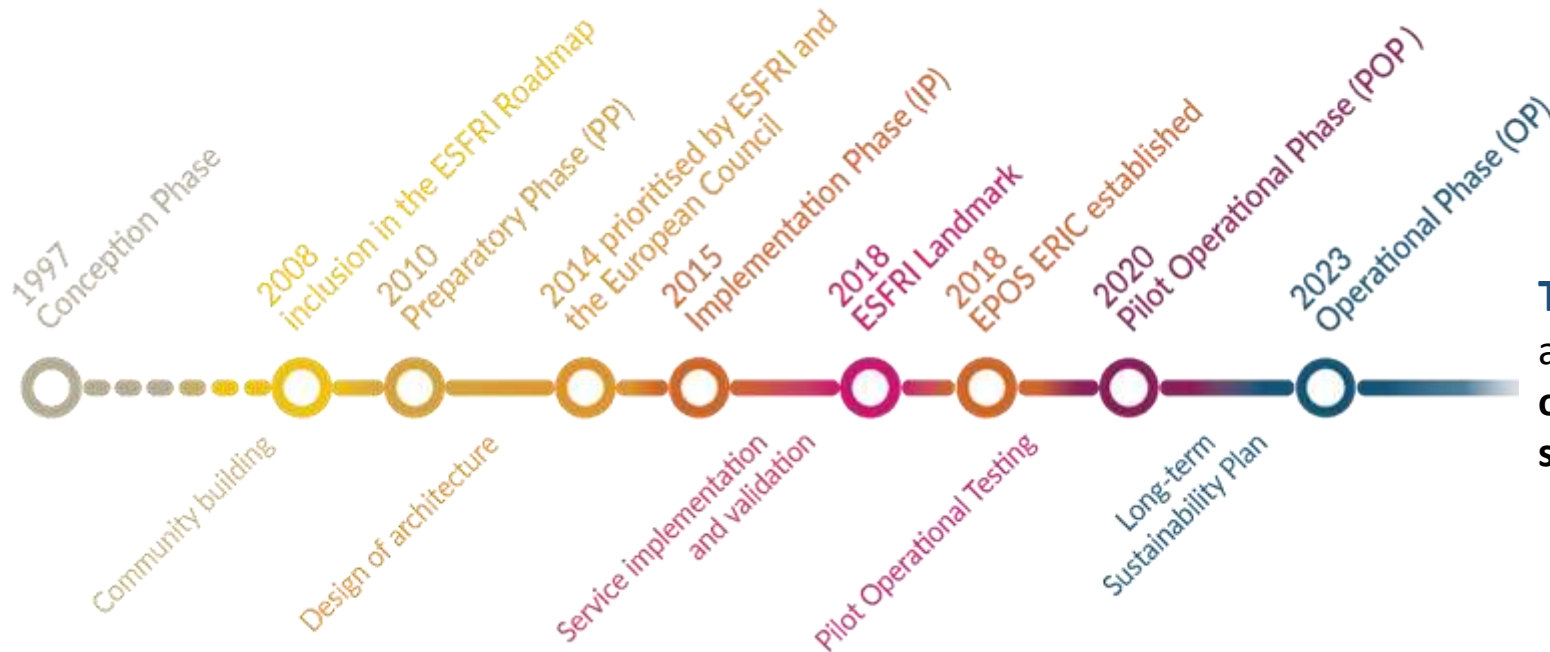 1997
Conception Phase
2008
inclusion in the ESFRI Roadmap
2010
Preparatory Phase (PP)
2014 prioritised by ESFRI and
the European Council
2015
Implementation Phase (IP)
2018
ESFRI Landmark
2018
EPOS ERIC established
2020
Pilot Operational Phase (POP )
2023
Operational Phase (OP)
Community building
Design of architecture
Service implementation
and validation
Pilot Operational Testing
Long-term
Sustainability Plan